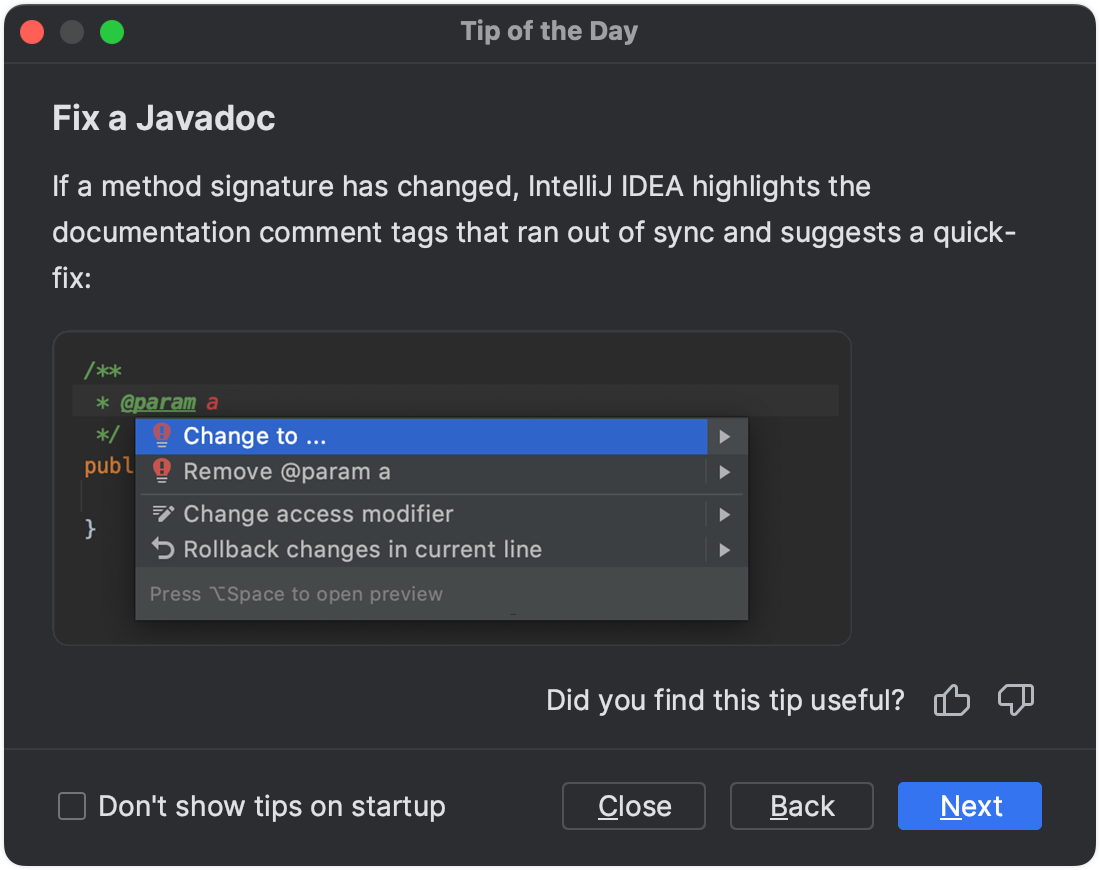 Tip of the Day
Fix a Javadoc
If a method signature has changed, IntelliJ IDEA highlights the
documentation comment tags that ran out of sync and suggests a quick-
fix:
/**
* @param a
*/
publ
}
Change to ...
Remove @param a
Change access modifier
Rollback changes in current line
Press ⌥Space to open preview
Did you find this tip useful?
Don't show tips on startup
Close
Back
Next